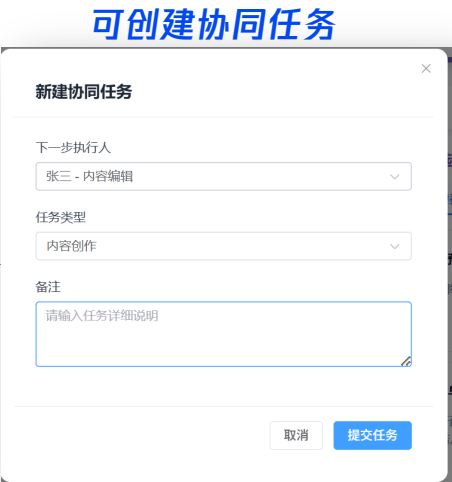 可创建协同任务
新建协同任务
下一步执行人
张三 - 内容编辑
任务类型
内容创作
备注
请输入任务详细说明
取消
提交任务